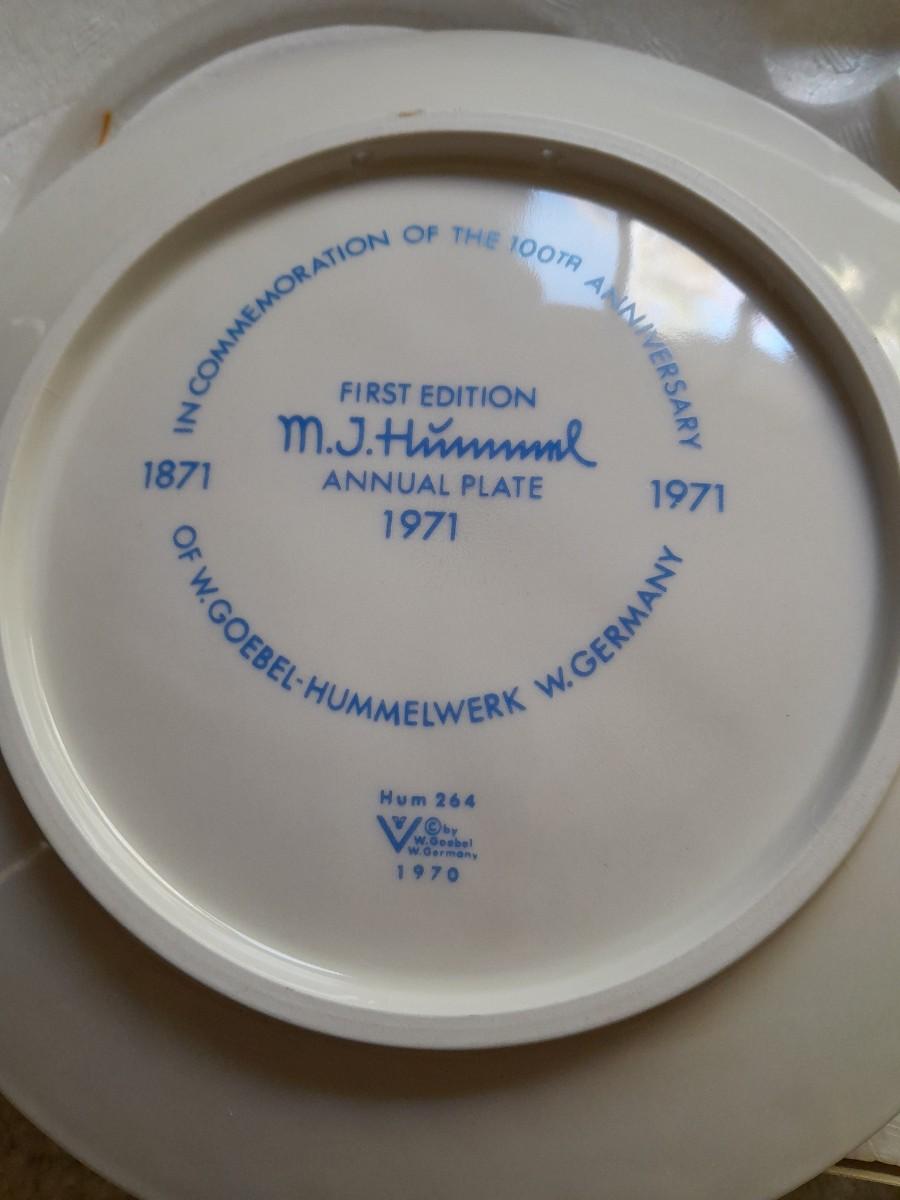 IN COMMEMORATION OF THE 100TH ANNIVERSARY
FIRST EDITION
M.J.Hummel
ANNUAL PLATE
1971
1871
1971
OF W.GOEBEL-HUMMELWERK W.GERMANY
Hum 264
© by
W.Goebel
W.Germany
1970